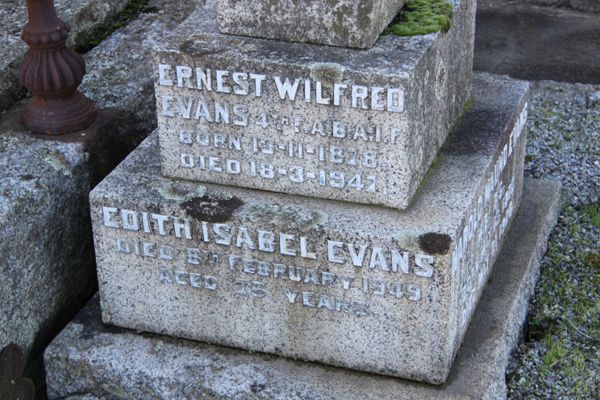 ERNEST WILFRED
EVANS 4TH F.A.B. A.I.F.
BORN 13-11-1878
DIED 18-3-1947
EDITH ISABEL EVANS
DIED 8TH FEBRUARY 1949
AGED YEARS